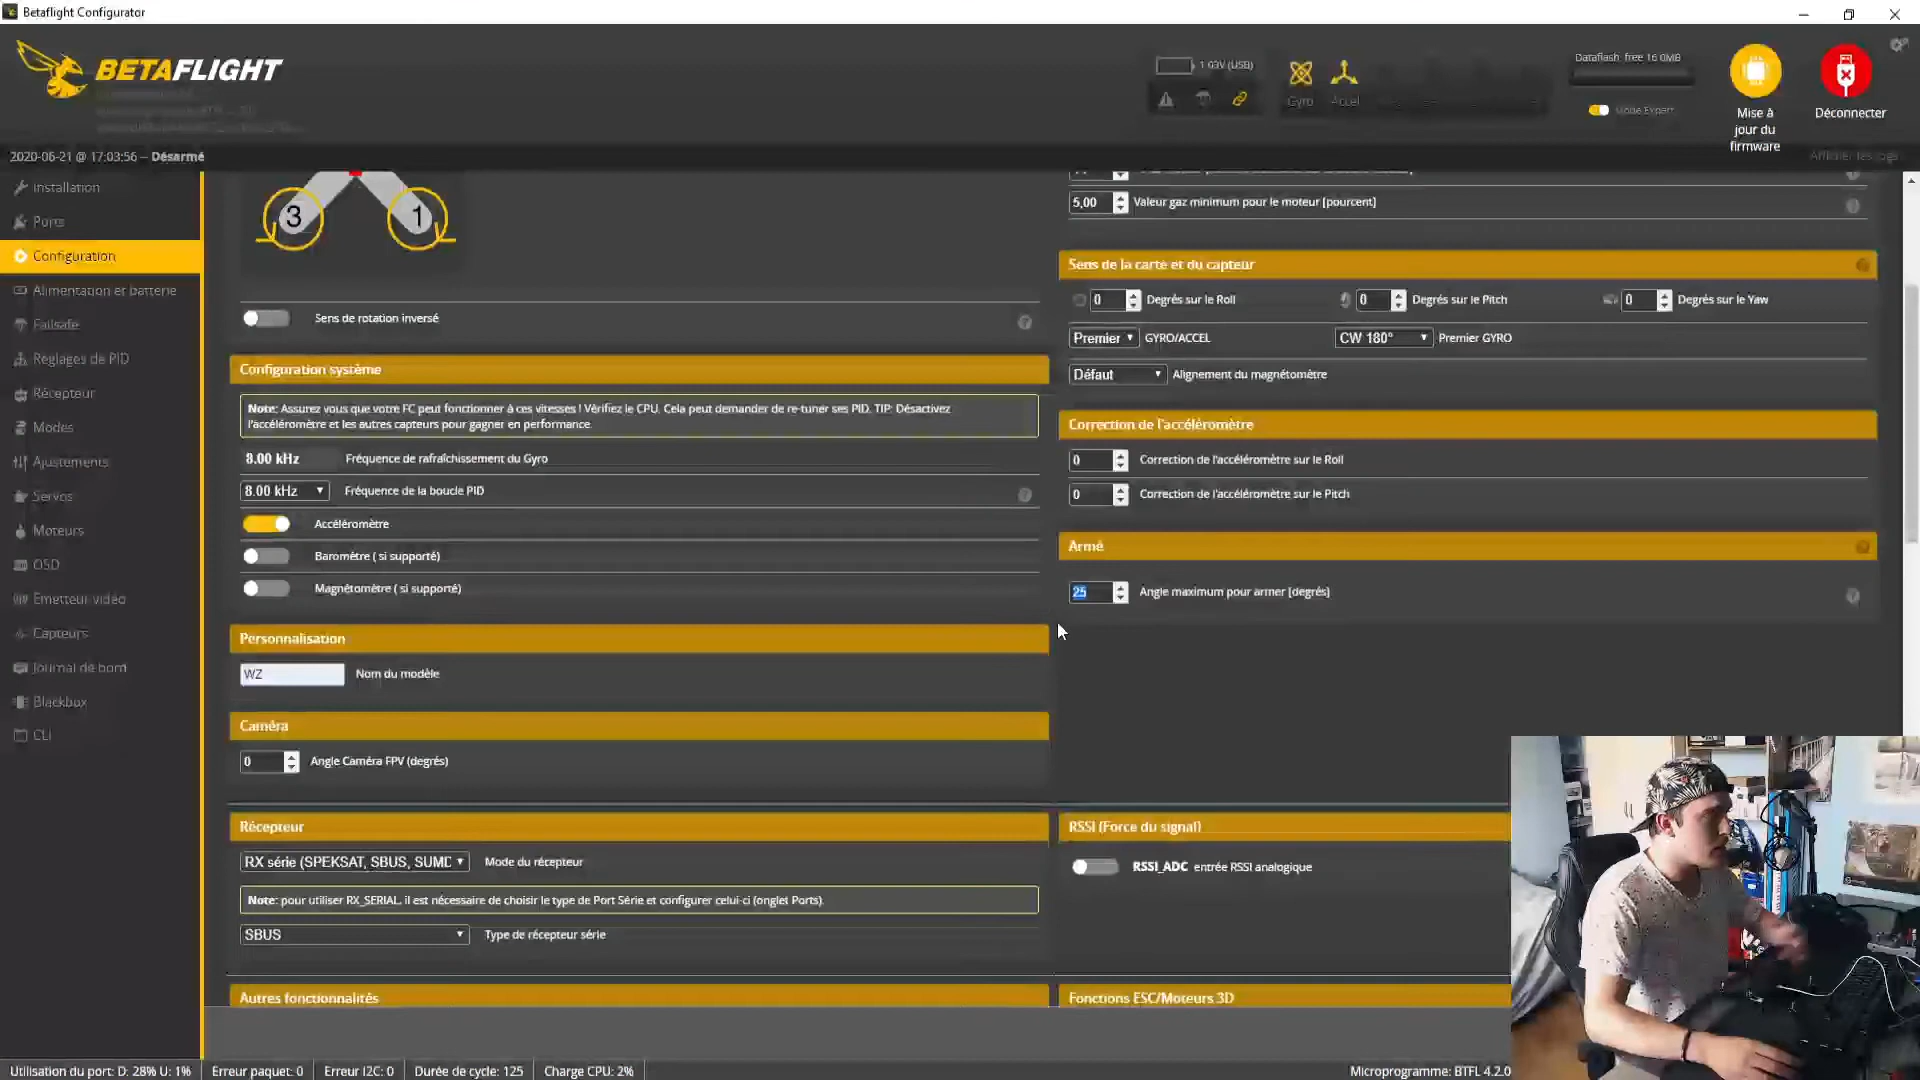 Betaflight Configurator
BETAFLIGHT
1.03V (USB)
Gyro
Accel
Dataflash: free 16.0MB
Mode Expert
Mise à
jour du
firmware
Déconnecter
2020-06-21 @ 17:03:56 -- Désarmé
Afficher les logs
Installation
Ports
Configuration
Alimentation et batterie
Failsafe
Réglages de PID
Récepteur
Modes
Ajustements
Servos
Moteurs
OSD
Émetteur vidéo
Capteurs
Journal de bord
Blackbox
CLI
3
1
Sens de rotation inversé
Configuration système
Note: Assurez vous que votre FC peut fonctionner à ces vitesses ! Vérifiez le CPU. Cela peut demander de re-tuner ses PID. TIP: Désactivez
l'accéléromètre et les autres capteurs pour gagner en performance.
8.00 kHz Fréquence de rafraîchissement du Gyro
8.00 kHz Fréquence de la boucle PID
Accéléromètre
Baromètre ( si supporté)
Magnétomètre ( si supporté)
Personnalisation
WZ Nom du modèle
Caméra
0 Angle Caméra FPV (degrés)
Récepteur
RX série (SPEKSAT, SBUS, SUMD Mode du récepteur
Note: pour utiliser RX_SERIAL, il est nécessaire de choisir le type de Port Série et configurer celui-ci (onglet Ports).
SBUS Type de récepteur série
Autres fonctionnalités
5,00 Valeur gaz minimum pour le moteur [pourcent]
Sens de la carte et du capteur
0 Degrés sur le Roll 0 Degrés sur le Pitch 0 Degrés sur le Yaw
Premier GYRO/ACCEL CW 180° Premier GYRO
Défaut Alignement du magnétomètre
Correction de l'accéléromètre
0 Correction de l'accéléromètre sur le Roll
0 Correction de l'accéléromètre sur le Pitch
Armé
25 Angle maximum pour armer [degrés]
RSSI (Force du signal)
RSSI_ADC entrée RSSI analogique
Fonctions ESC/Moteurs 3D
Utilisation du port: D: 28% U: 1% Erreur paquet: 0 Erreur I2C: 0 Durée de cycle: 125 Charge CPU: 2% Microprogramme: BTFL 4.2.0